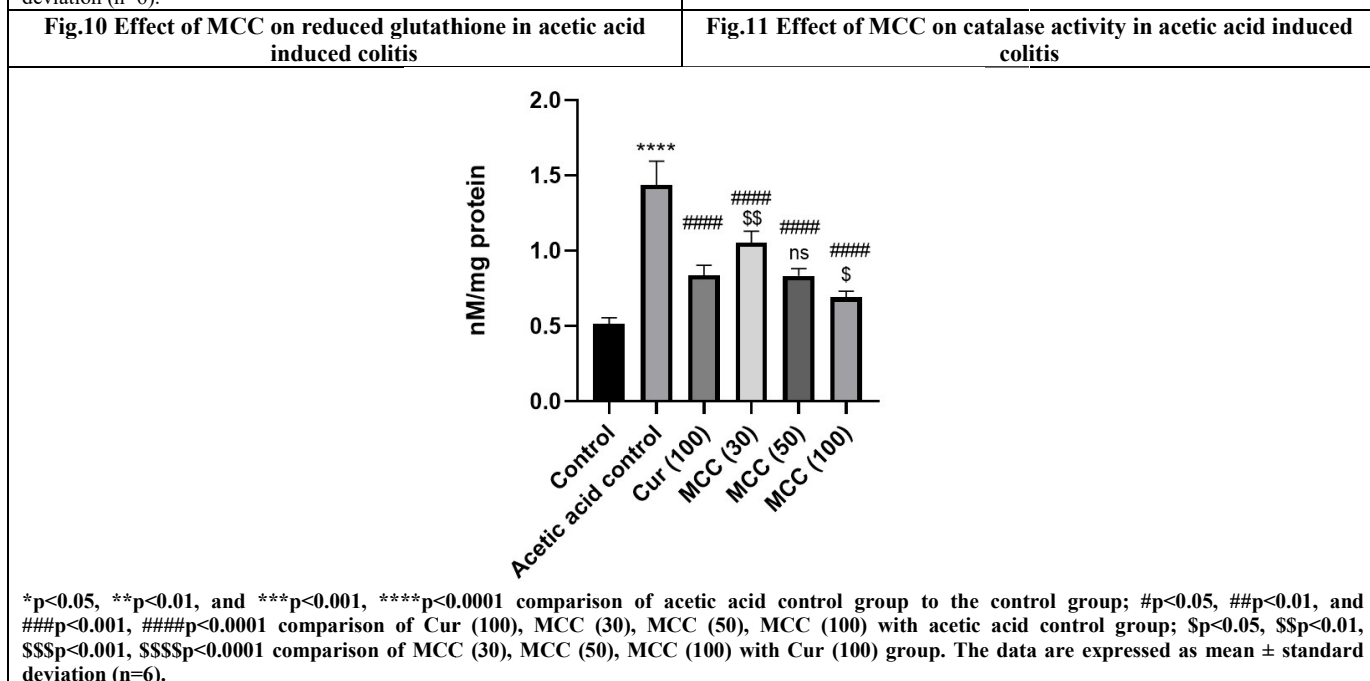 deviation (n=6).
Fig.10 Effect of MCC on reduced glutathione in acetic acid
induced colitis
Fig.11 Effect of MCC on catalase activity in acetic acid induced
colitis
2.0
1.5
1.0
0.5
0.0
nM/mg protein
****
####
####
$$
####
ns
####
$
Control
Acetic acid control
Cur (100)
MCC (30)
MCC (50)
MCC (100)
*p<0.05, **p<0.01, and ***p<0.001, ****p<0.0001 comparison of acetic acid control group to the control group; #p<0.05, ##p<0.01, and
###p<0.001, ####p<0.0001 comparison of Cur (100), MCC (30), MCC (50), MCC (100) with acetic acid control group; $p<0.05, $$p<0.01,
$$$p<0.001, $$$$p<0.0001 comparison of MCC (30), MCC (50), MCC (100) with Cur (100) group. The data are expressed as mean ± standard
deviation (n=6).